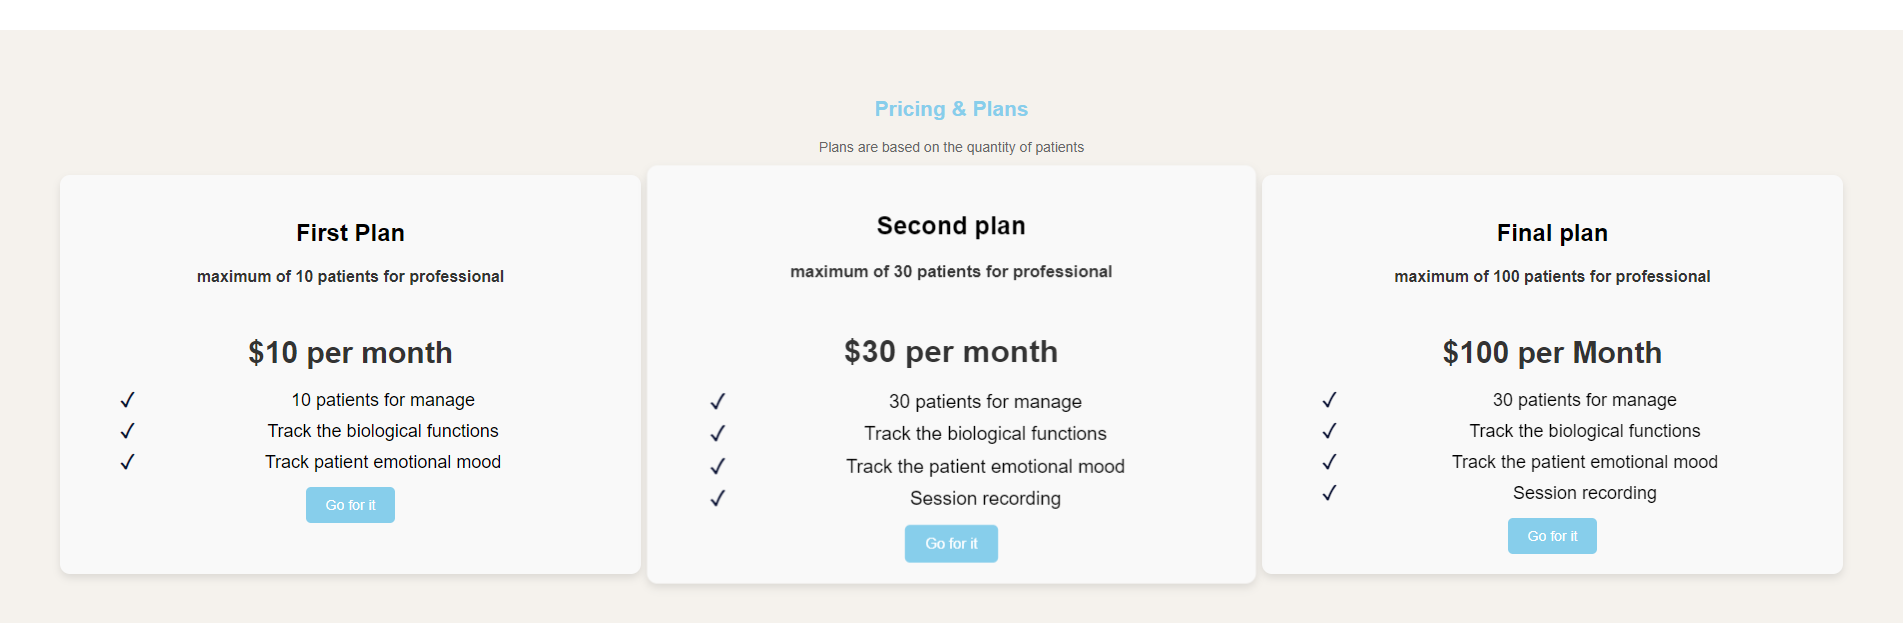 Pricing & Plans
Plans are based on the quantity of patients
First Plan
maximum of 10 patients for professional
$10 per month
✓ 10 patients for manage
✓ Track the biological functions
✓ Track patient emotional mood
Go for it
Second plan
maximum of 30 patients for professional
$30 per month
✓ 30 patients for manage
✓ Track the biological functions
✓ Track the patient emotional mood
✓ Session recording
Go for it
Final plan
maximum of 100 patients for professional
$100 per Month
✓ 30 patients for manage
✓ Track the biological functions
✓ Track the patient emotional mood
✓ Session recording
Go for it